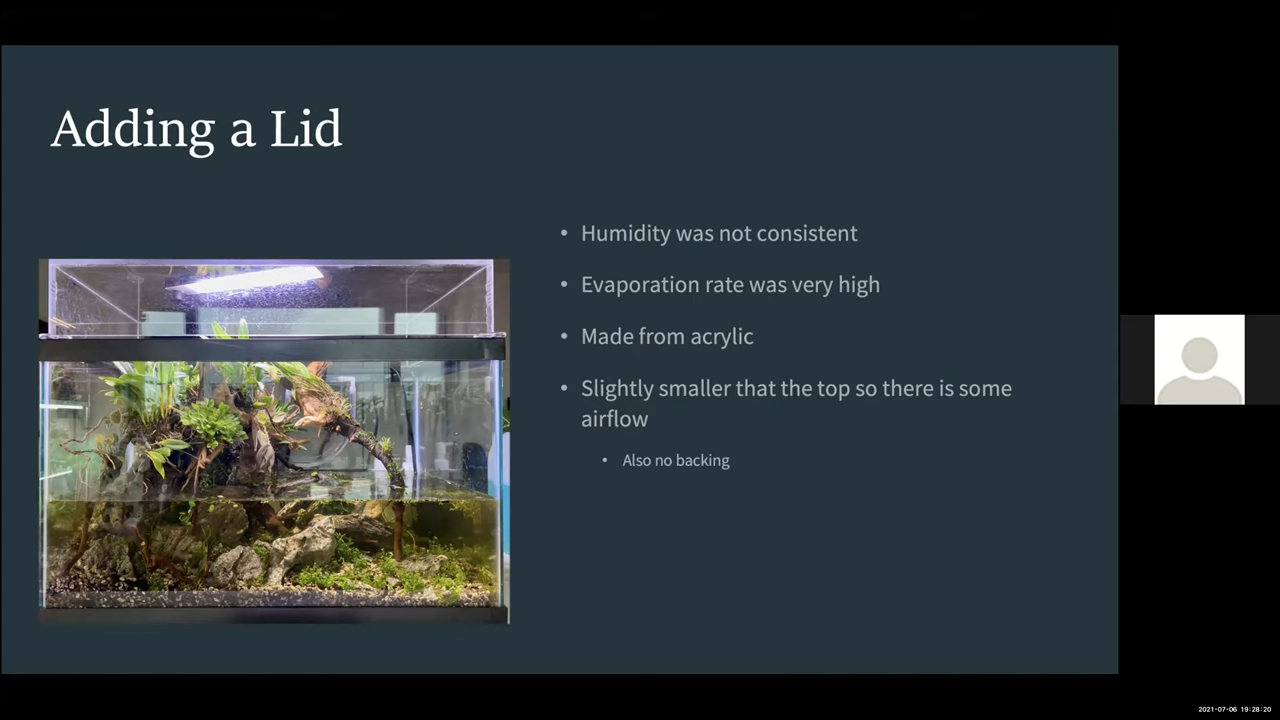 Adding a Lid
• Humidity was not consistent
• Evaporation rate was very high
• Made from acrylic
• Slightly smaller that the top so there is some
airflow
• Also no backing
2021-07-06 19:28:20